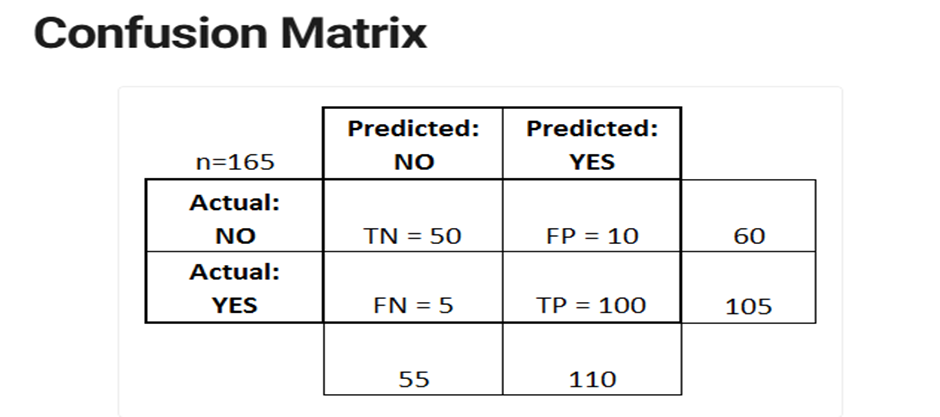 Confusion Matrix
Predicted: Predicted:
n=165 NO YES
Actual:
NO TN = 50 FP = 10 60
Actual:
YES FN = 5 TP = 100 105
55 110